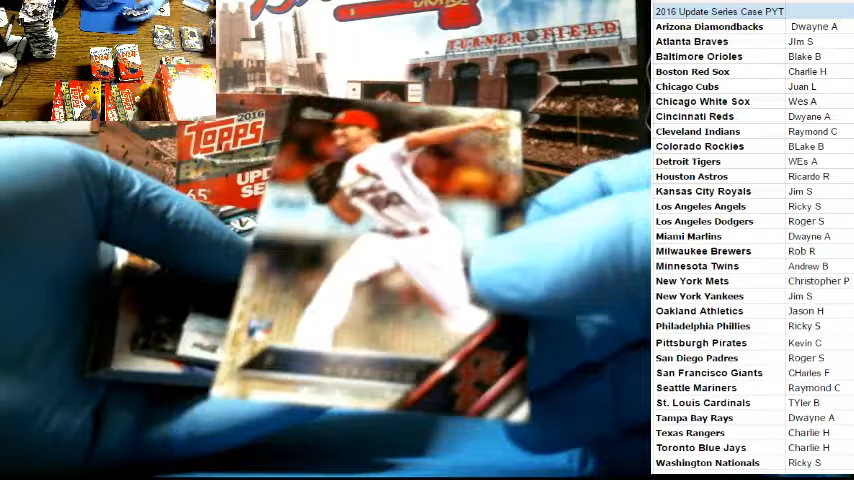 2016 Update Series Case PYT
Arizona Diamondbacks Dwayne A
Atlanta Braves Jim S
Baltimore Orioles Blake B
Boston Red Sox Charlie H
Chicago Cubs Juan L
Chicago White Sox Wes A
Cincinnati Reds Dwyane A
Cleveland Indians Raymond C
Colorado Rockies BLake B
Detroit Tigers WEs A
Houston Astros Ricardo R
Kansas City Royals Jim S
Los Angeles Angels Ricky S
Los Angeles Dodgers Roger S
Miami Marlins Dwayne A
Milwaukee Brewers Rob R
Minnesota Twins Andrew B
New York Mets Christopher P
New York Yankees Jim S
Oakland Athletics Jason H
Philadelphia Phillies Ricky S
Pittsburgh Pirates Kevin C
San Diego Padres Roger S
San Francisco Giants CHarles F
Seattle Mariners Raymond C
St. Louis Cardinals TYler B
Tampa Bay Rays Dwayne A
Texas Rangers Charlie H
Toronto Blue Jays Charlie H
Washington Nationals Ricky S
TURNER FIELD
2016
Topps
UPD
SE
65